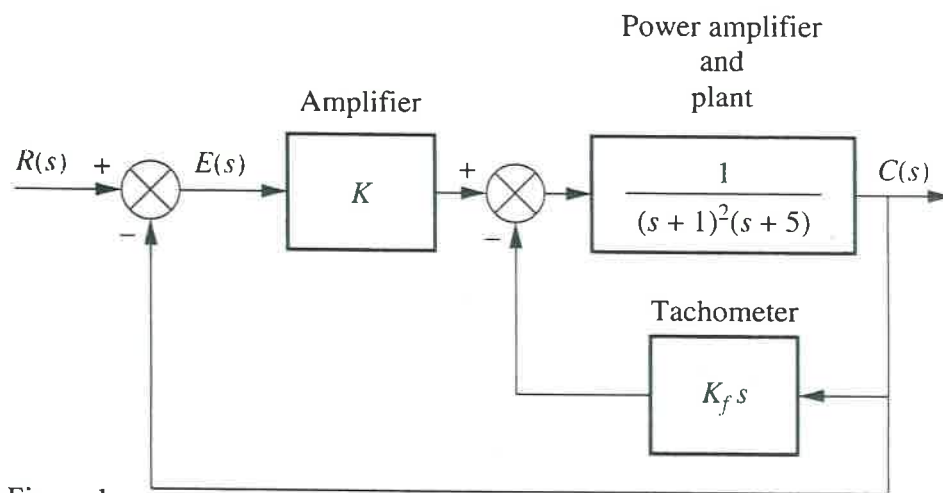 Power amplifier
and
plant
Amplifier
R(s) + E(s) K + 1 C(s)
(s + 1)²(s + 5)
− −
Tachometer
K_f s